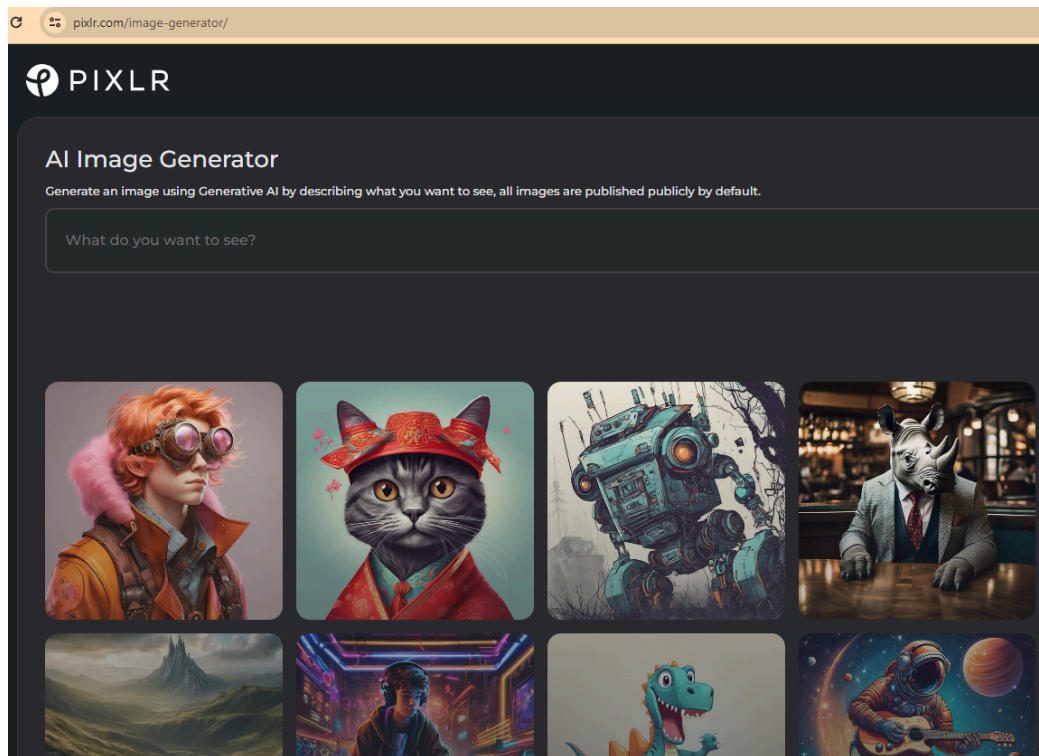 pixlr.com/image-generator/
PIXLR
AI Image Generator
Generate an image using Generative AI by describing what you want to see, all images are published publicly by default.
What do you want to see?